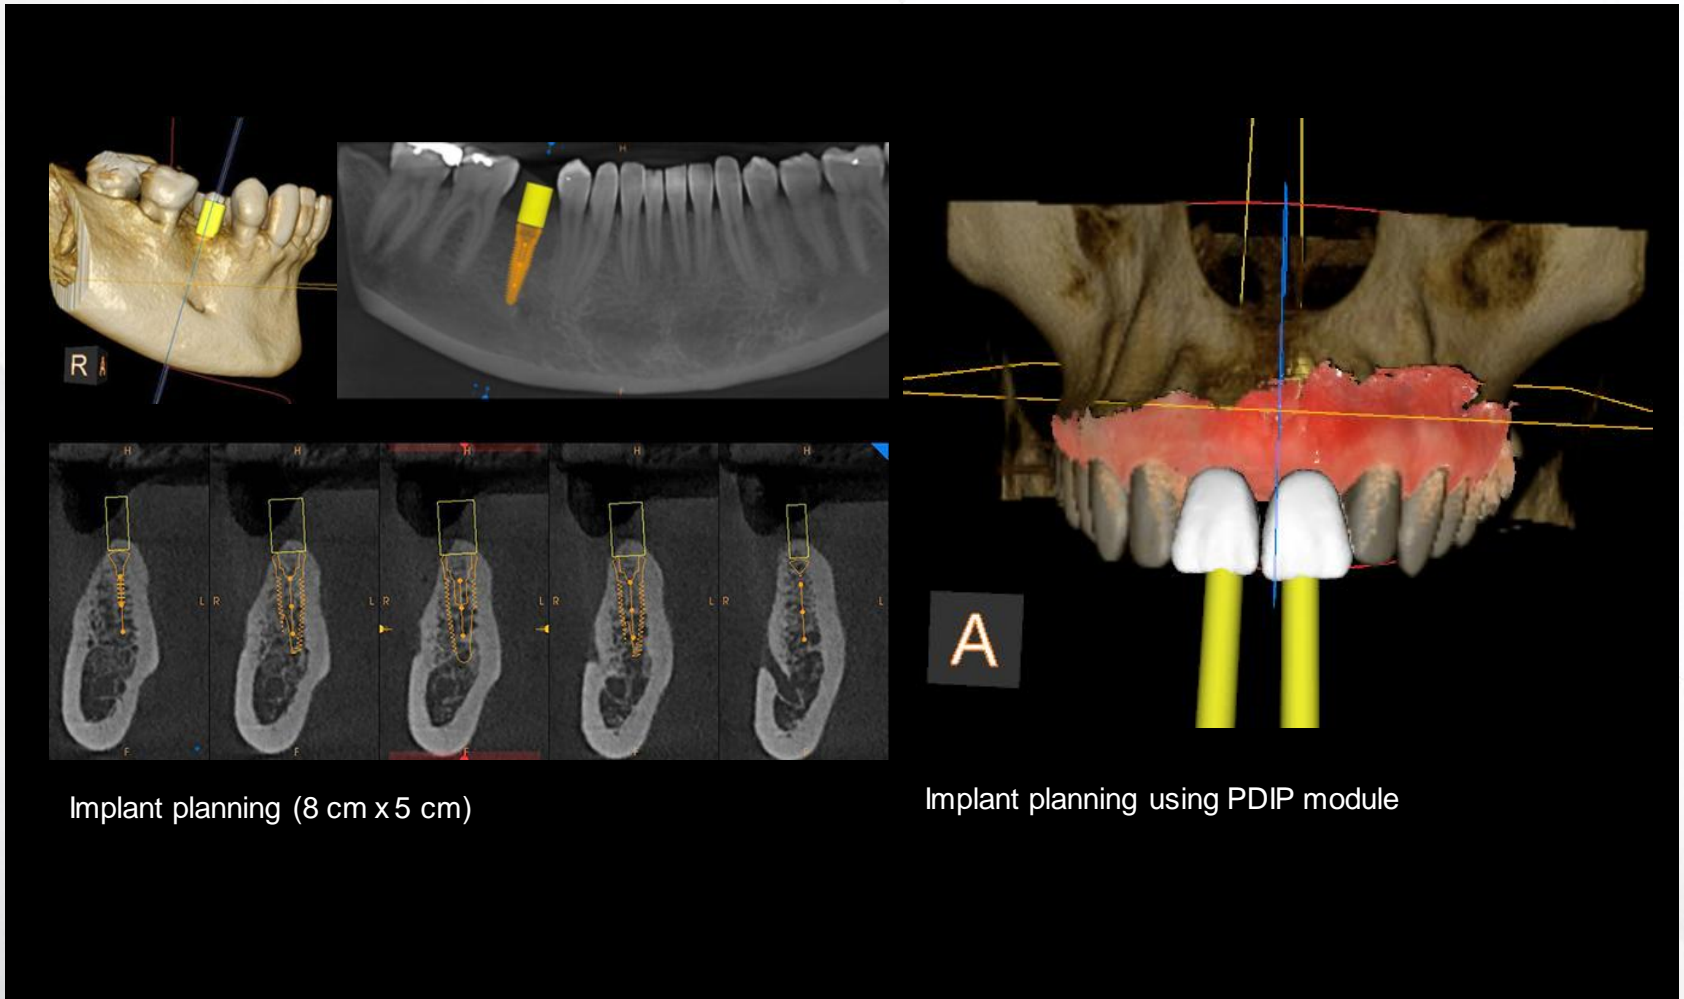 H
R A
F
H H H H H
L R L R L R L R L
F F F F F
Implant planning (8 cm x 5 cm)
A
Implant planning using PDIP module